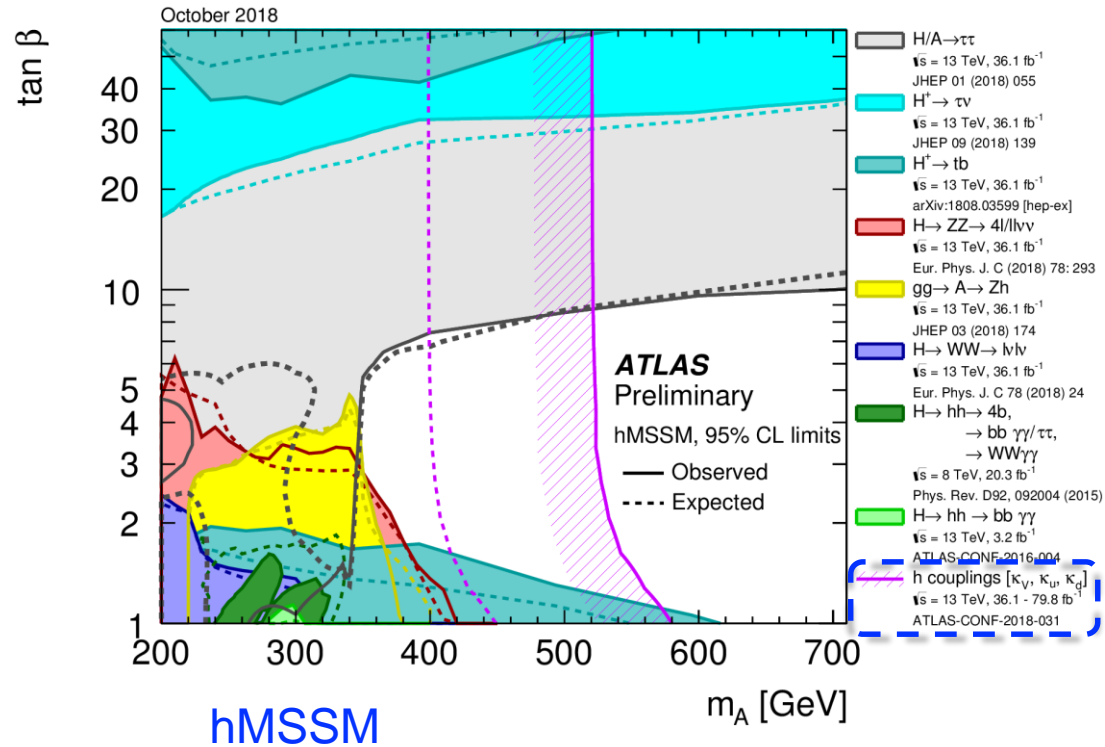 October 2018
tan β
40
30
20
10
5
4
3
2
1
200
300
400
500
600
700
m_A [GeV]
ATLAS
Preliminary
hMSSM, 95% CL limits
Observed
Expected
H/A→ττ
√s = 13 TeV, 36.1 fb⁻¹
JHEP 01 (2018) 055
H⁺→ τν
√s = 13 TeV, 36.1 fb⁻¹
JHEP 09 (2018) 139
H⁺→ tb
√s = 13 TeV, 36.1 fb⁻¹
arXiv:1808.03599 [hep-ex]
H→ ZZ→ 4l/llνν
√s = 13 TeV, 36.1 fb⁻¹
Eur. Phys. J. C (2018) 78: 293
gg→ A→ Zh
√s = 13 TeV, 36.1 fb⁻¹
JHEP 03 (2018) 174
H→ WW→ lνlν
√s = 13 TeV, 36.1 fb⁻¹
Eur. Phys. J. C 78 (2018) 24
H→ hh→ 4b,
→ bb γγ/ττ,
→ WWγγ
√s = 8 TeV, 20.3 fb⁻¹
Phys. Rev. D92, 092004 (2015)
H→ hh → bb γγ
√s = 13 TeV, 3.2 fb⁻¹
ATLAS-CONF-2016-004
h couplings [κ_V, κ_u, κ_d]
√s = 13 TeV, 36.1 - 79.8 fb⁻¹
ATLAS-CONF-2018-031
hMSSM